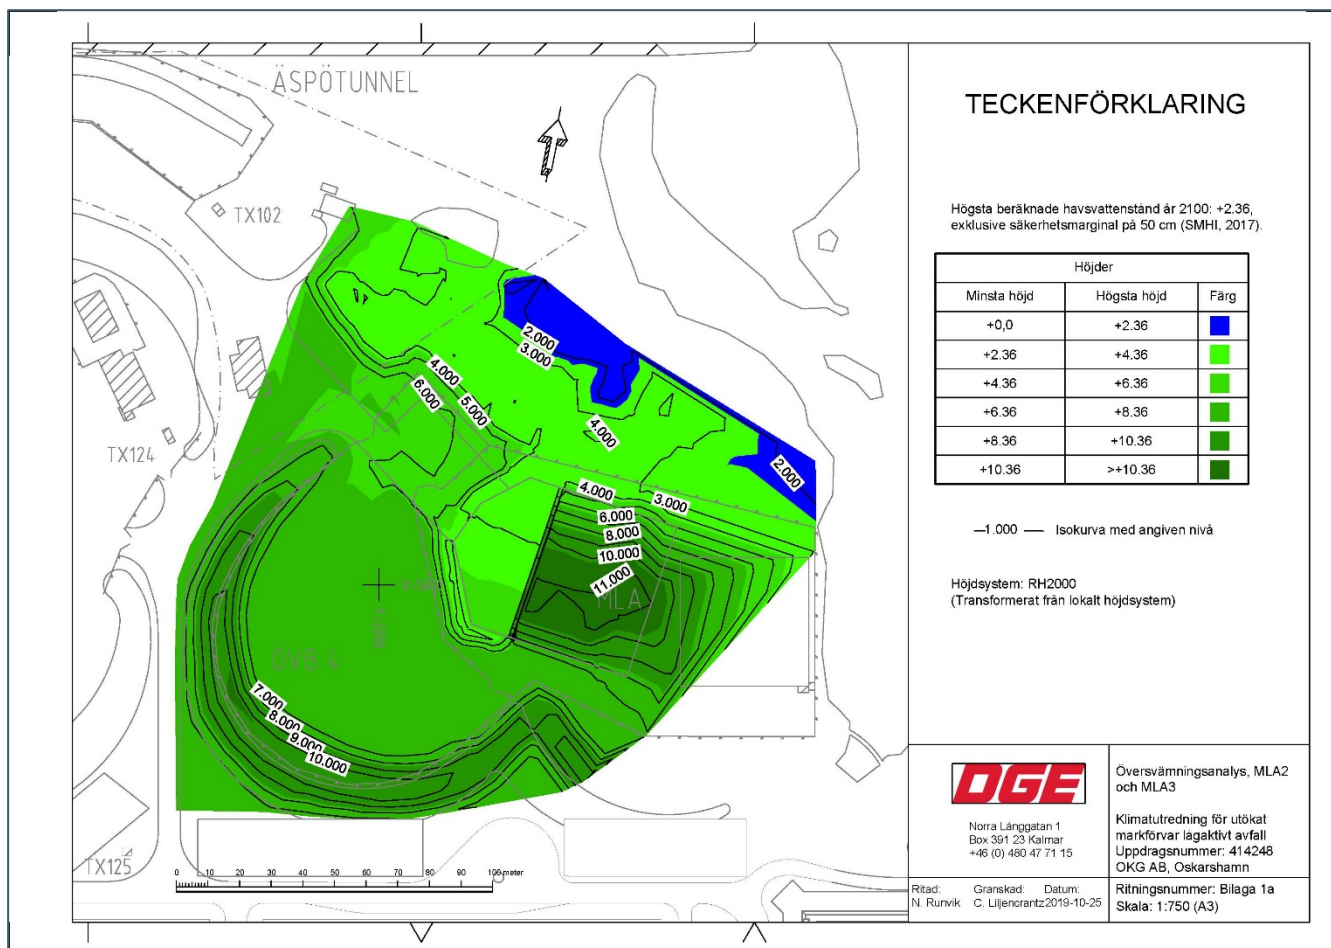 ÄSPÖTUNNEL
TX102
TX124
TX125
ÖVB 4
MLA
2.000
3.000
4.000
5.000
6.000
4.000
2.000
4.000
3.000
6.000
8.000
10.000
11.000
7.000
8.000
9.000
10.000
0 10 20 30 40 50 60 70 80 90 100 meter
TECKENFÖRKLARING
Högsta beräknade havsvattenstånd år 2100: +2.36,
exklusive säkerhetsmarginal på 50 cm (SMHI, 2017).
Höjder
Minsta höjd Högsta höjd Färg
+0,0 +2.36
+2.36 +4.36
+4.36 +6.36
+6.36 +8.36
+8.36 +10.36
+10.36 >+10.36
—1.000 — Isokurva med angiven nivå
Höjdsystem: RH2000
(Transformerat från lokalt höjdsystem)
DGE
Norra Långgatan 1
Box 391 23 Kalmar
+46 (0) 480 47 71 15
Översvämningsanalys, MLA2
och MLA3
Klimatutredning för utökat
markförvar lågaktivt avfall
Uppdragsnummer: 414248
OKG AB, Oskarshamn
Ritad: Granskad: Datum:
N. Runvik C. Liljencrantz 2019-10-25
Ritningsnummer: Bilaga 1a
Skala: 1:750 (A3)